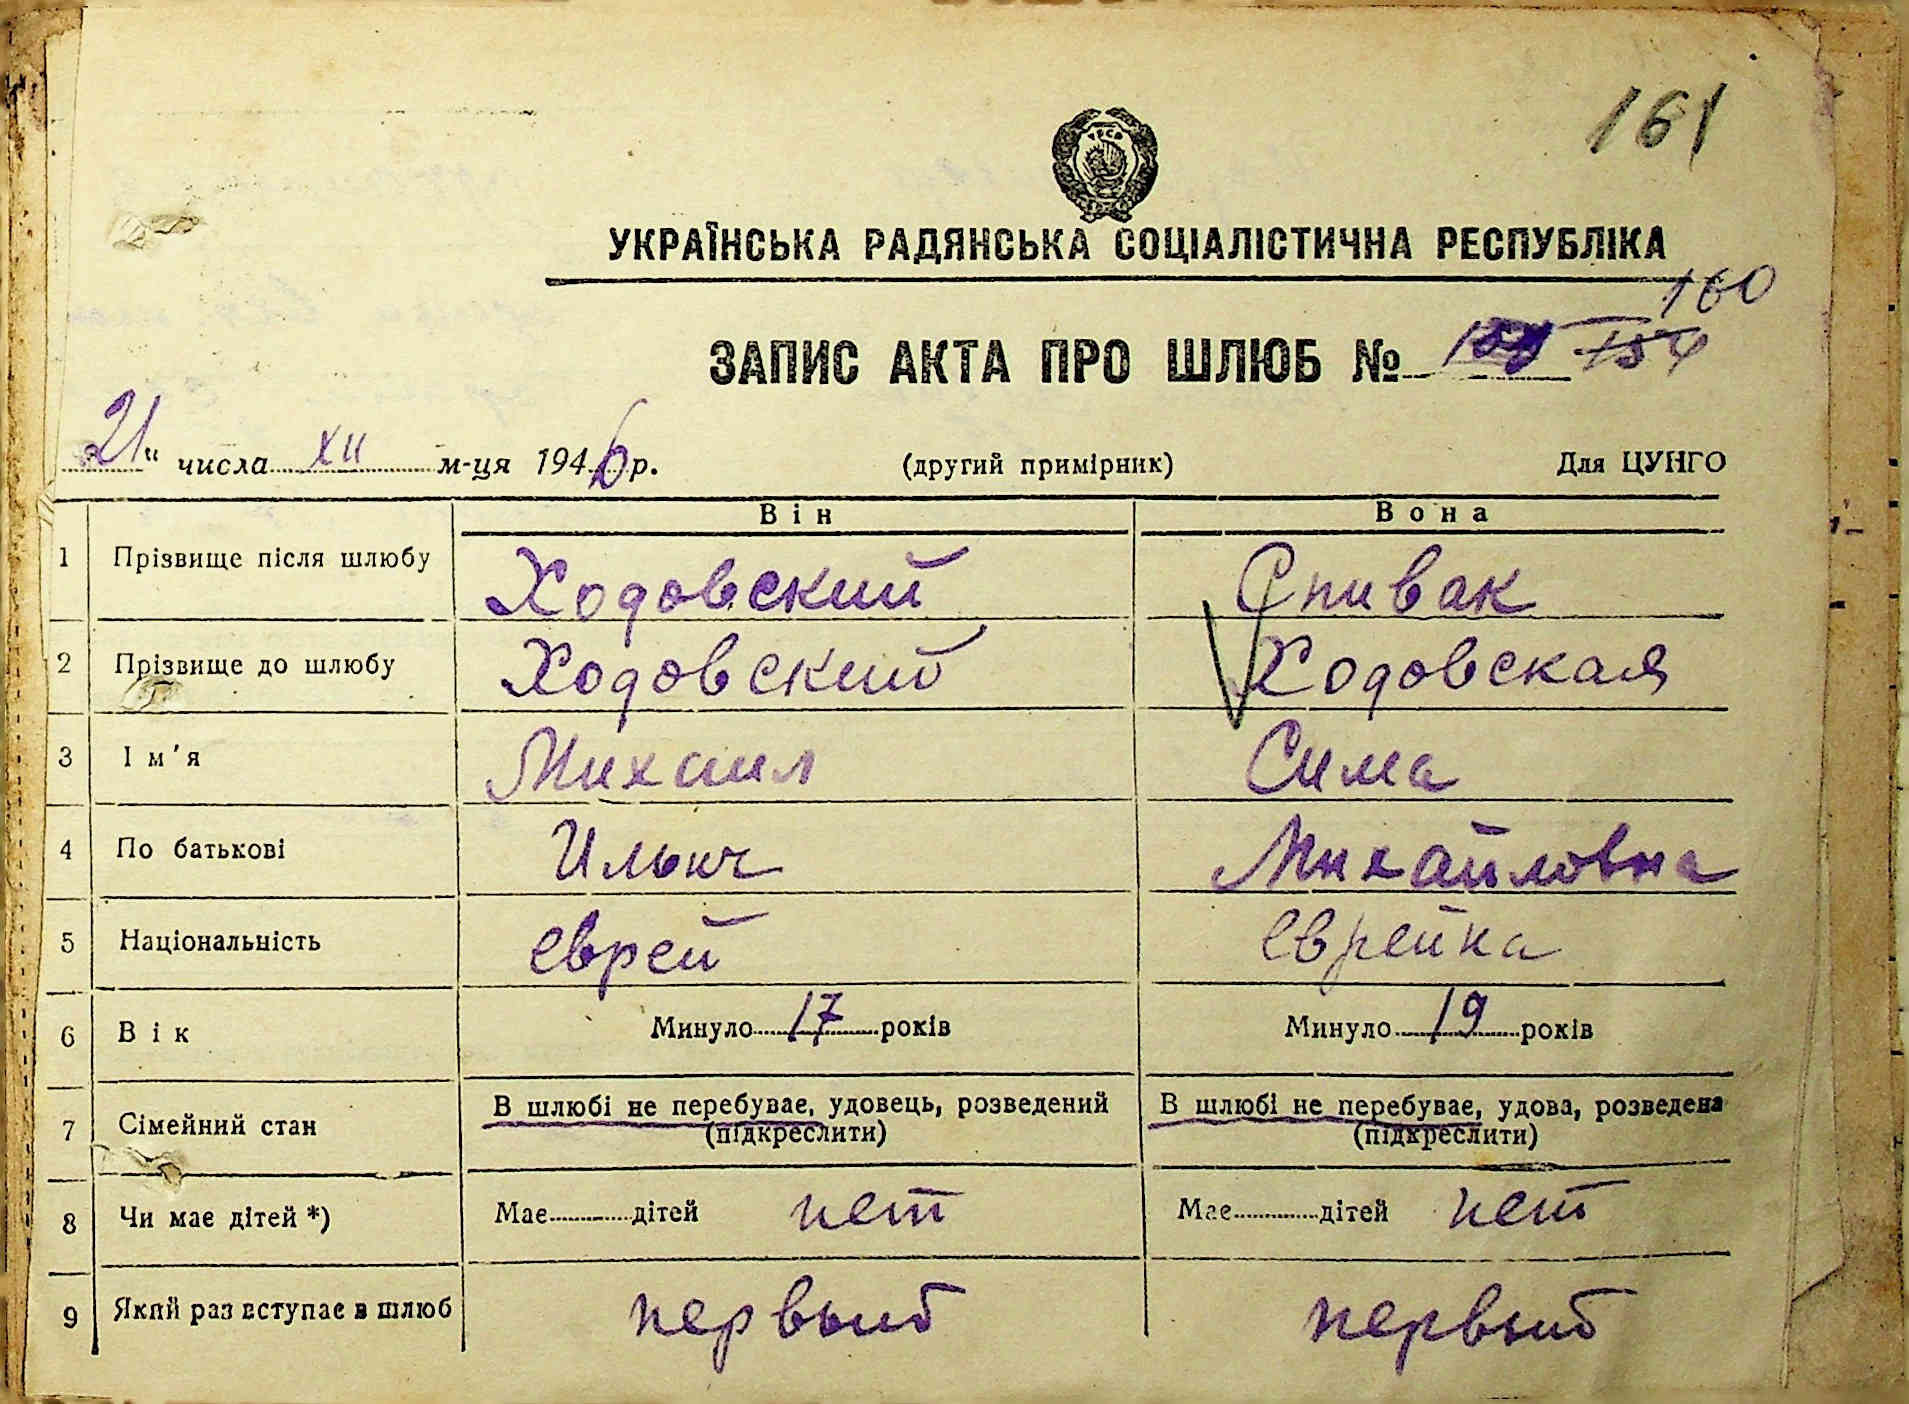 161
УРСР
УКРАЇНСЬКА РАДЯНСЬКА СОЦІАЛІСТИЧНА РЕСПУБЛІКА
160
ЗАПИС АКТА ПРО ШЛЮБ № 154
21" числа XII м-ця 1946 р. (другий примірник) Для ЦУНГО
Він Вона
1 Прізвище після шлюбу Ходовский Спивак
2 Прізвище до шлюбу Ходовский Ходовская
3 Ім'я Михаил Сима
4 По батькові Ильич Михайловна
5 Національність еврей еврейка
6 Вік Минуло 17 років Минуло 19 років
7 Сімейний стан В шлюбі не перебуває, удовець, розведений (підкреслити) В шлюбі не перебуває, удова, розведена (підкреслити)
8 Чи має дітей *) Має дітей нет Має дітей нет
9 Який раз вступає в шлюб первый первый